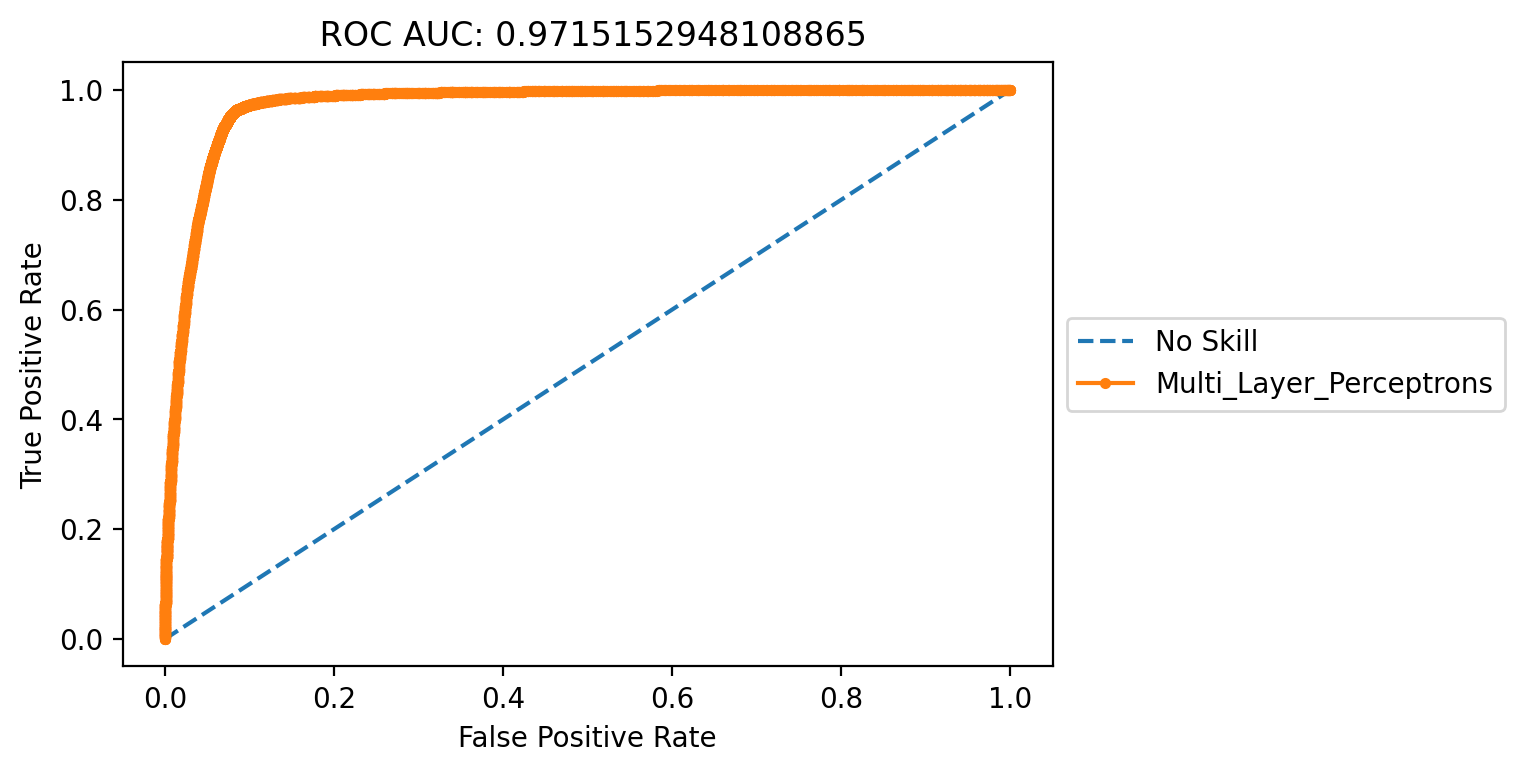 ROC AUC: 0.9715152948108865
1.0
0.8
0.6
0.4
0.2
0.0
True Positive Rate
0.0 0.2 0.4 0.6 0.8 1.0
False Positive Rate
No Skill
Multi_Layer_Perceptrons